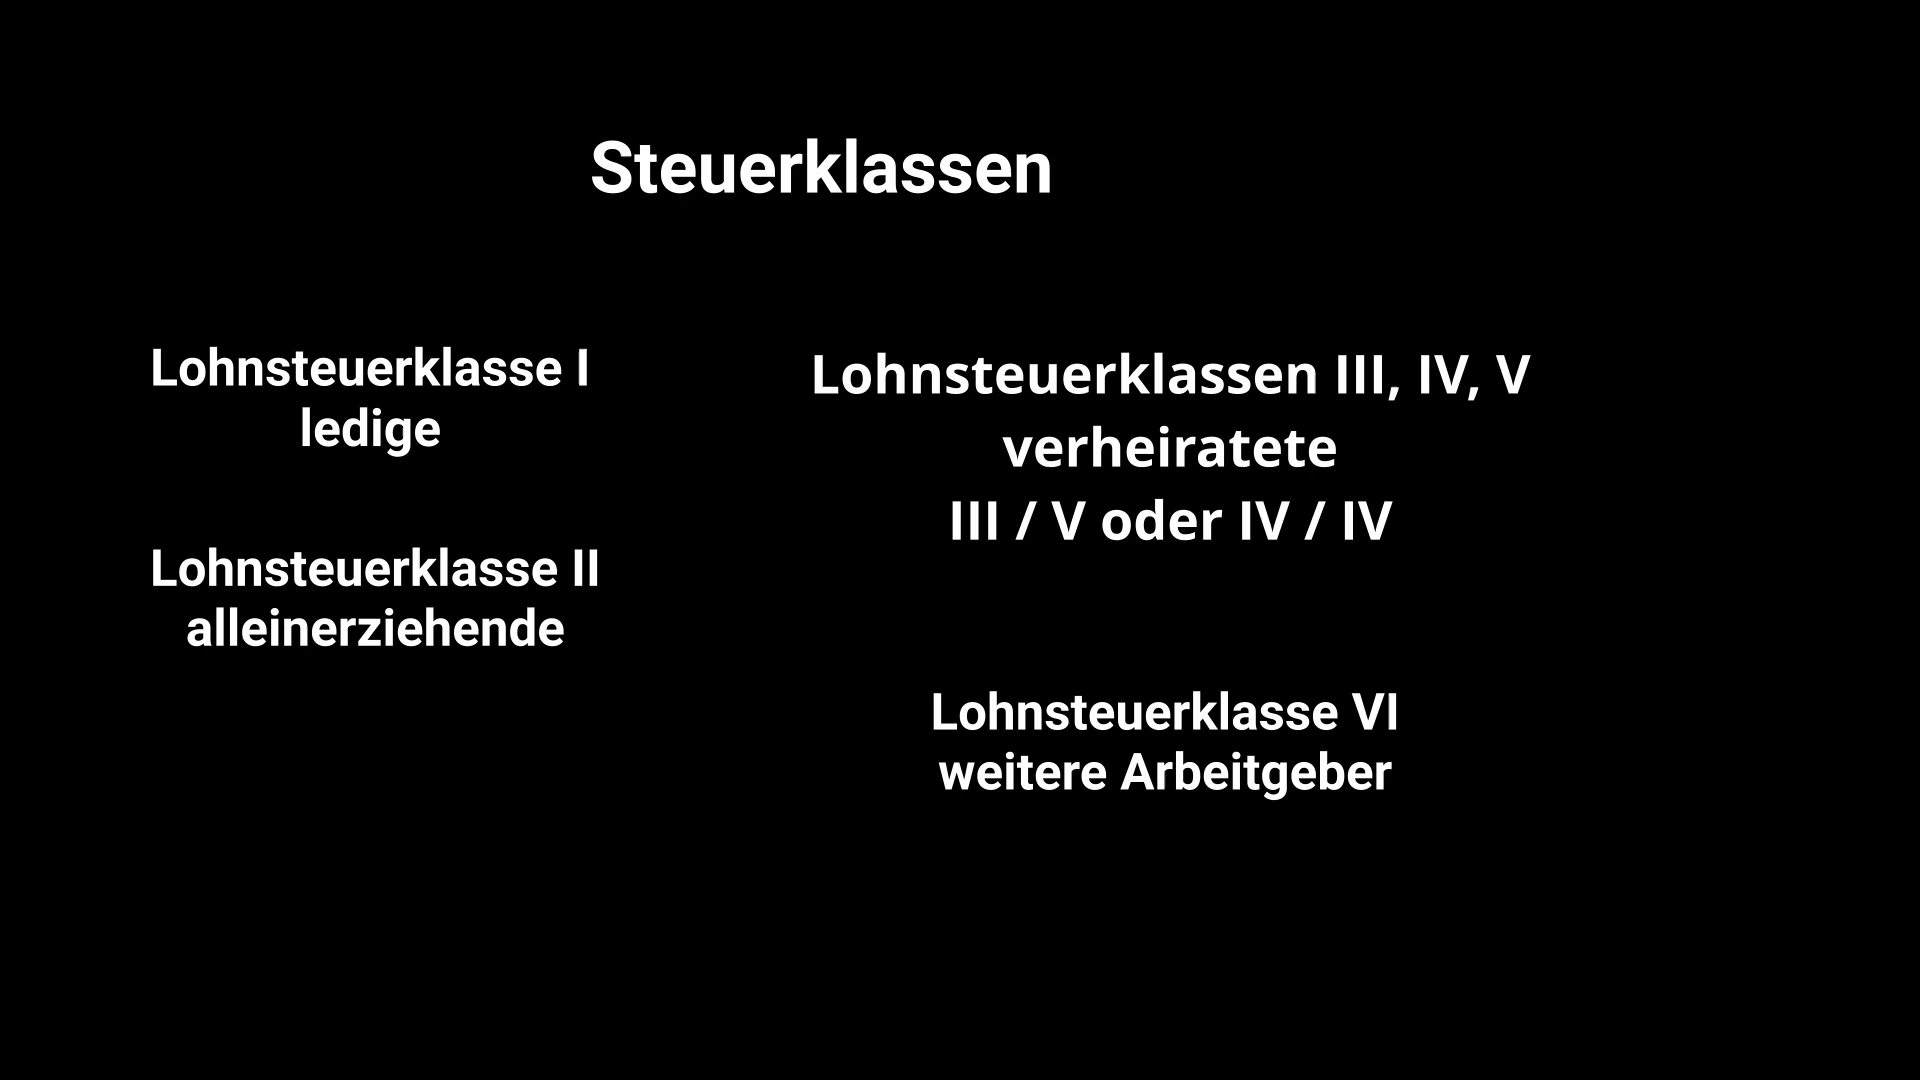 Steuerklassen
Lohnsteuerklasse I
ledige
Lohnsteuerklasse II
alleinerziehende
Lohnsteuerklassen III, IV, V
verheiratete
III / V oder IV / IV
Lohnsteuerklasse VI
weitere Arbeitgeber